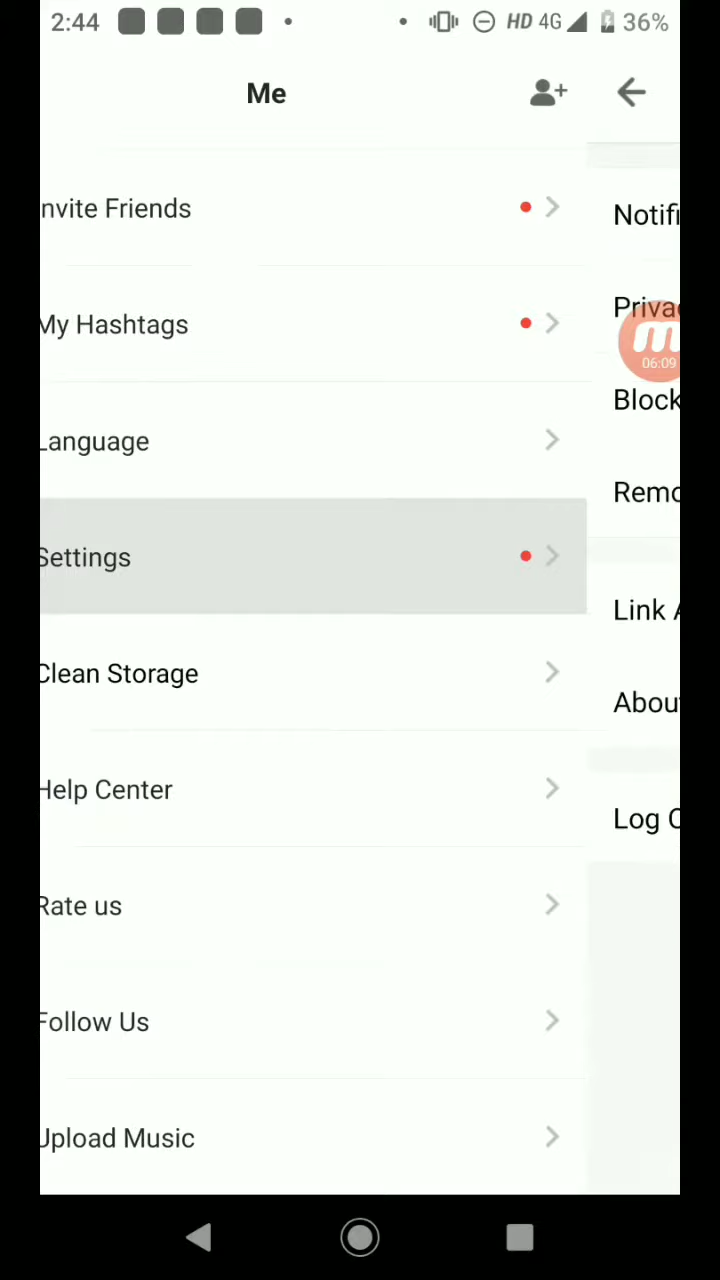 2:44 HD 4G 36%
Me
nvite Friends
My Hashtags
Language
Settings
Clean Storage
Help Center
Rate us
Follow Us
Upload Music
Notifi
Priva
06:09
Block
Remo
Link A
Abou
Log O